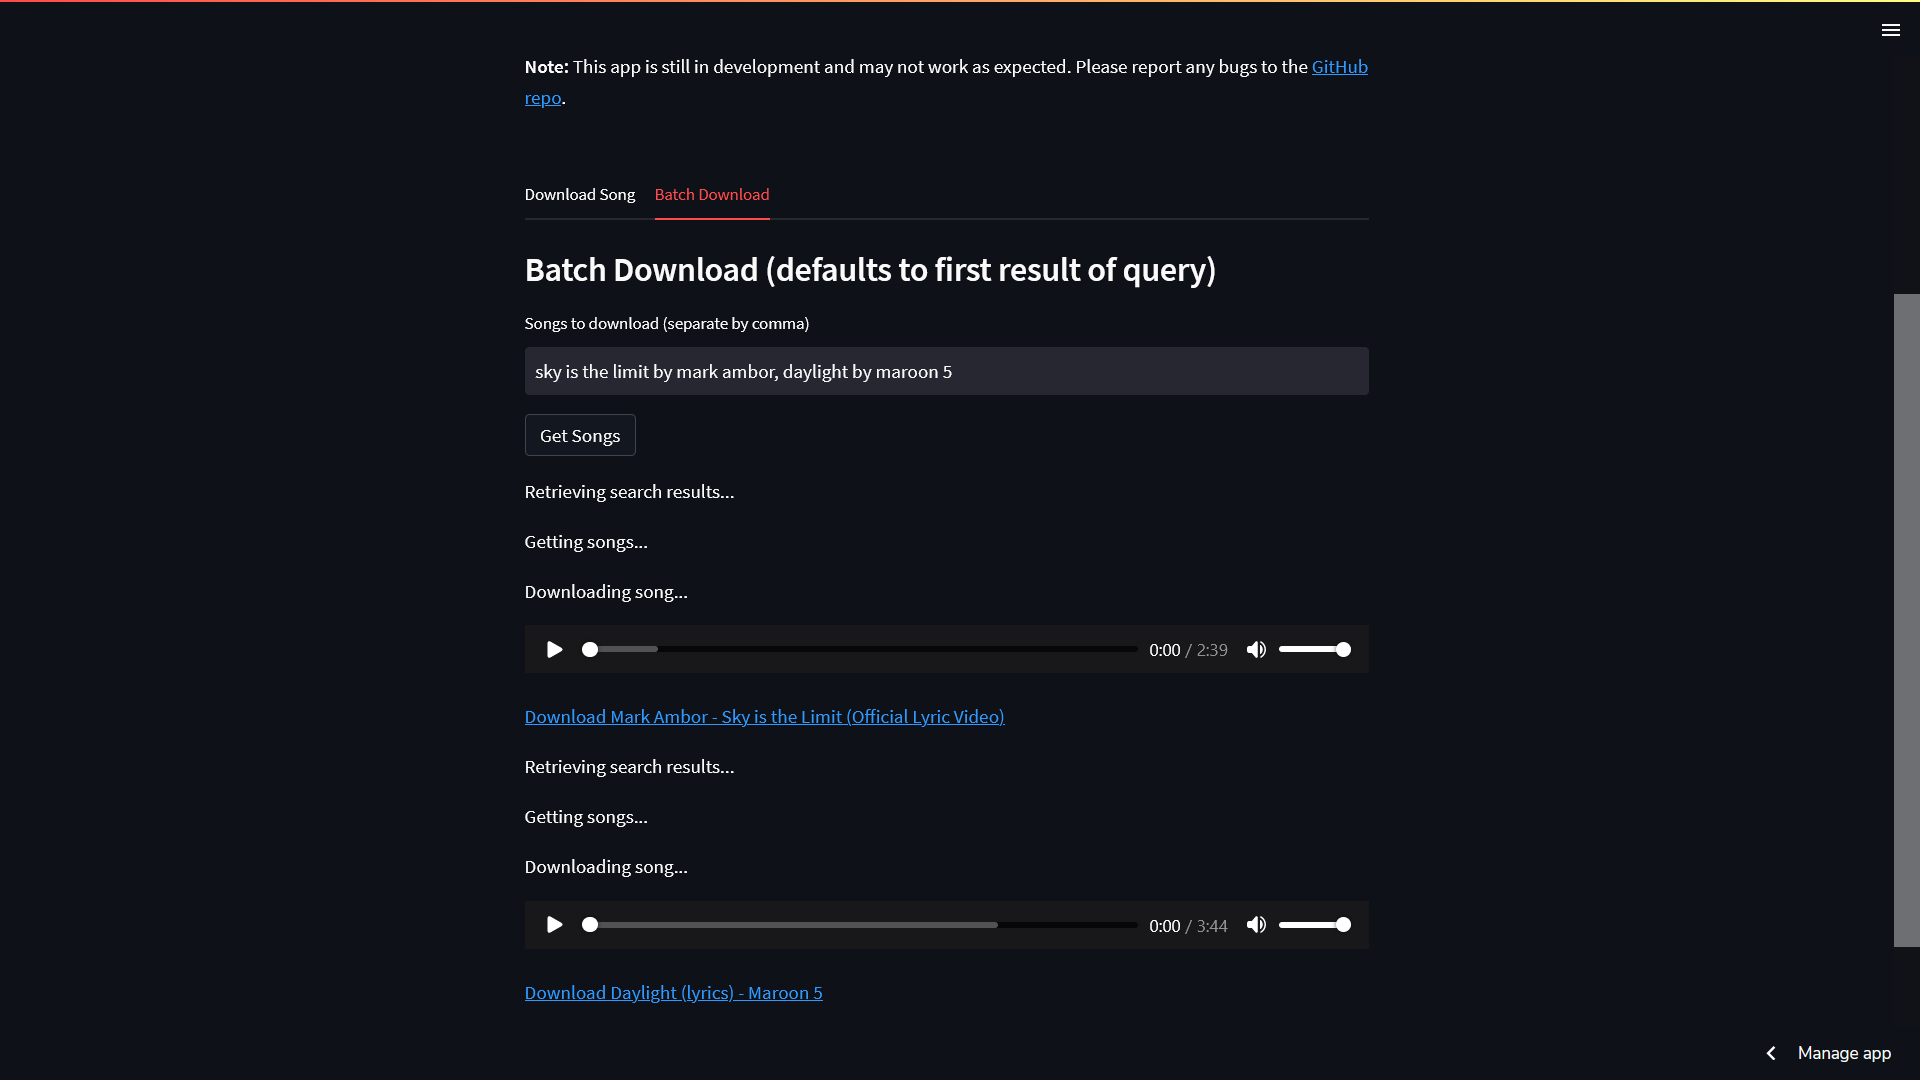 Note: This app is still in development and may not work as expected. Please report any bugs to the GitHub
repo.
Download Song Batch Download
Batch Download (defaults to first result of query)
Songs to download (separate by comma)
sky is the limit by mark ambor, daylight by maroon 5
Get Songs
Retrieving search results...
Getting songs...
Downloading song...
0:00 / 2:39
Download Mark Ambor - Sky is the Limit (Official Lyric Video)
Retrieving search results...
Getting songs...
Downloading song...
0:00 / 3:44
Download Daylight (lyrics) - Maroon 5
Manage app